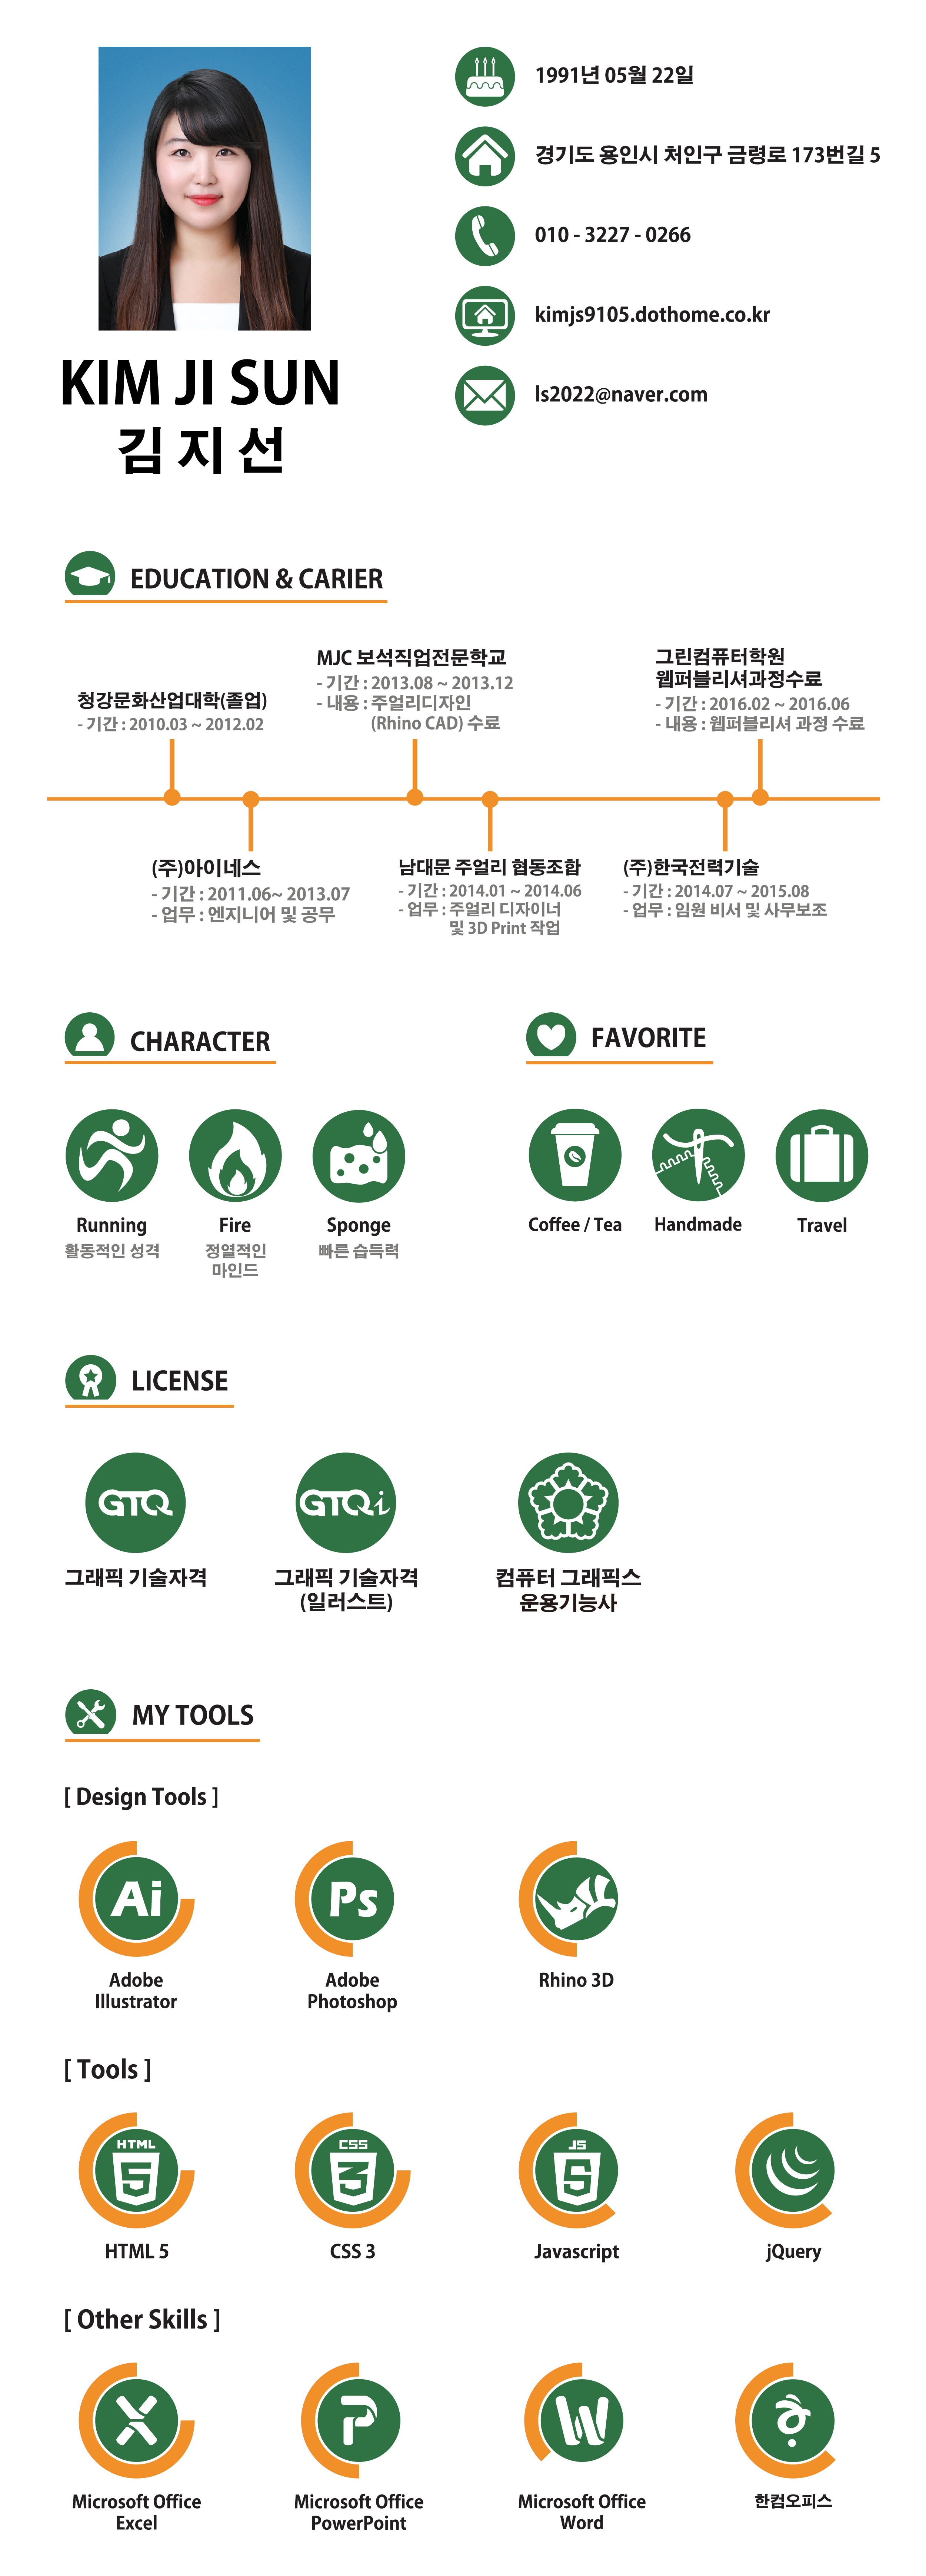 1991년 05월 22일
경기도 용인시 처인구 금령로 173번길 5
010 - 3227 - 0266
kimjs9105.dothome.co.kr
ls2022@naver.com
KIM JI SUN
김 지 선
EDUCATION & CARIER
청강문화산업대학(졸업)
- 기간 : 2010.03 ~ 2012.02
MJC 보석직업전문학교
- 기간 : 2013.08 ~ 2013.12
- 내용 : 주얼리디자인
(Rhino CAD) 수료
그린컴퓨터학원
웹퍼블리셔과정수료
- 기간 : 2016.02 ~ 2016.06
- 내용 : 웹퍼블리셔 과정 수료
(주)아이네스
- 기간 : 2011.06~ 2013.07
- 업무 : 엔지니어 및 공무
남대문 주얼리 협동조합
- 기간 : 2014.01 ~ 2014.06
- 업무 : 주얼리 디자이너
및 3D Print 작업
(주)한국전력기술
- 기간 : 2014.07 ~ 2015.08
- 업무 : 임원 비서 및 사무보조
CHARACTER
Running
활동적인 성격
Fire
정열적인
마인드
Sponge
빠른 습득력
FAVORITE
Coffee / Tea
Handmade
Travel
LICENSE
GTQ
그래픽 기술자격
GTQi
그래픽 기술자격
(일러스트)
컴퓨터 그래픽스
운용기능사
MY TOOLS
[ Design Tools ]
Ai
Adobe
Illustrator
Ps
Adobe
Photoshop
Rhino 3D
[ Tools ]
HTML
5
HTML 5
CSS
3
CSS 3
JS
5
Javascript
jQuery
[ Other Skills ]
X
Microsoft Office
Excel
P
Microsoft Office
PowerPoint
W
Microsoft Office
Word
한컴오피스